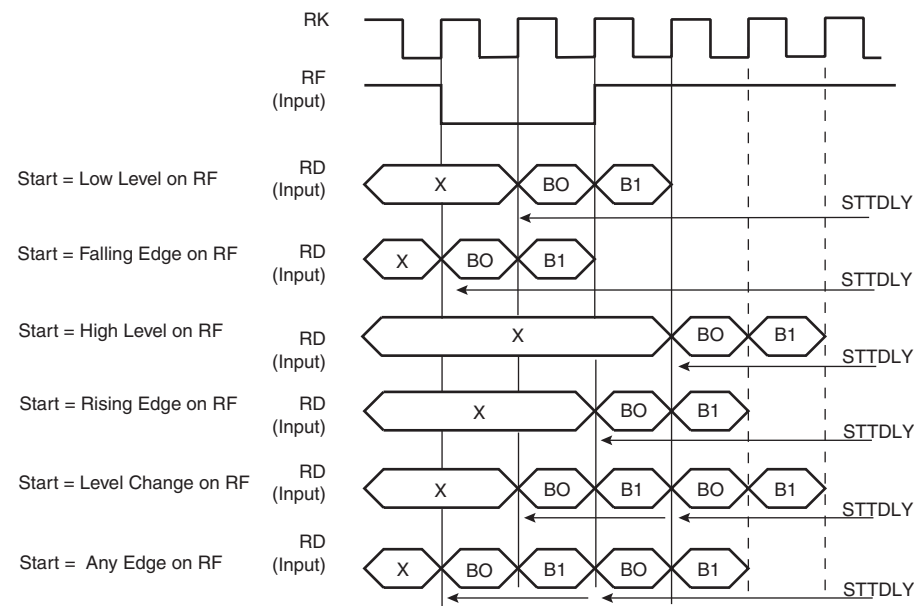 RK
RF
(Input)
Start = Low Level on RF
RD
(Input)
X
BO
B1
STTDLY
Start = Falling Edge on RF
RD
(Input)
X
BO
B1
STTDLY
Start = High Level on RF
RD
(Input)
X
BO
B1
STTDLY
Start = Rising Edge on RF
RD
(Input)
X
BO
B1
STTDLY
Start = Level Change on RF
RD
(Input)
X
BO
B1
BO
B1
STTDLY
Start = Any Edge on RF
RD
(Input)
X
BO
B1
BO
B1
STTDLY